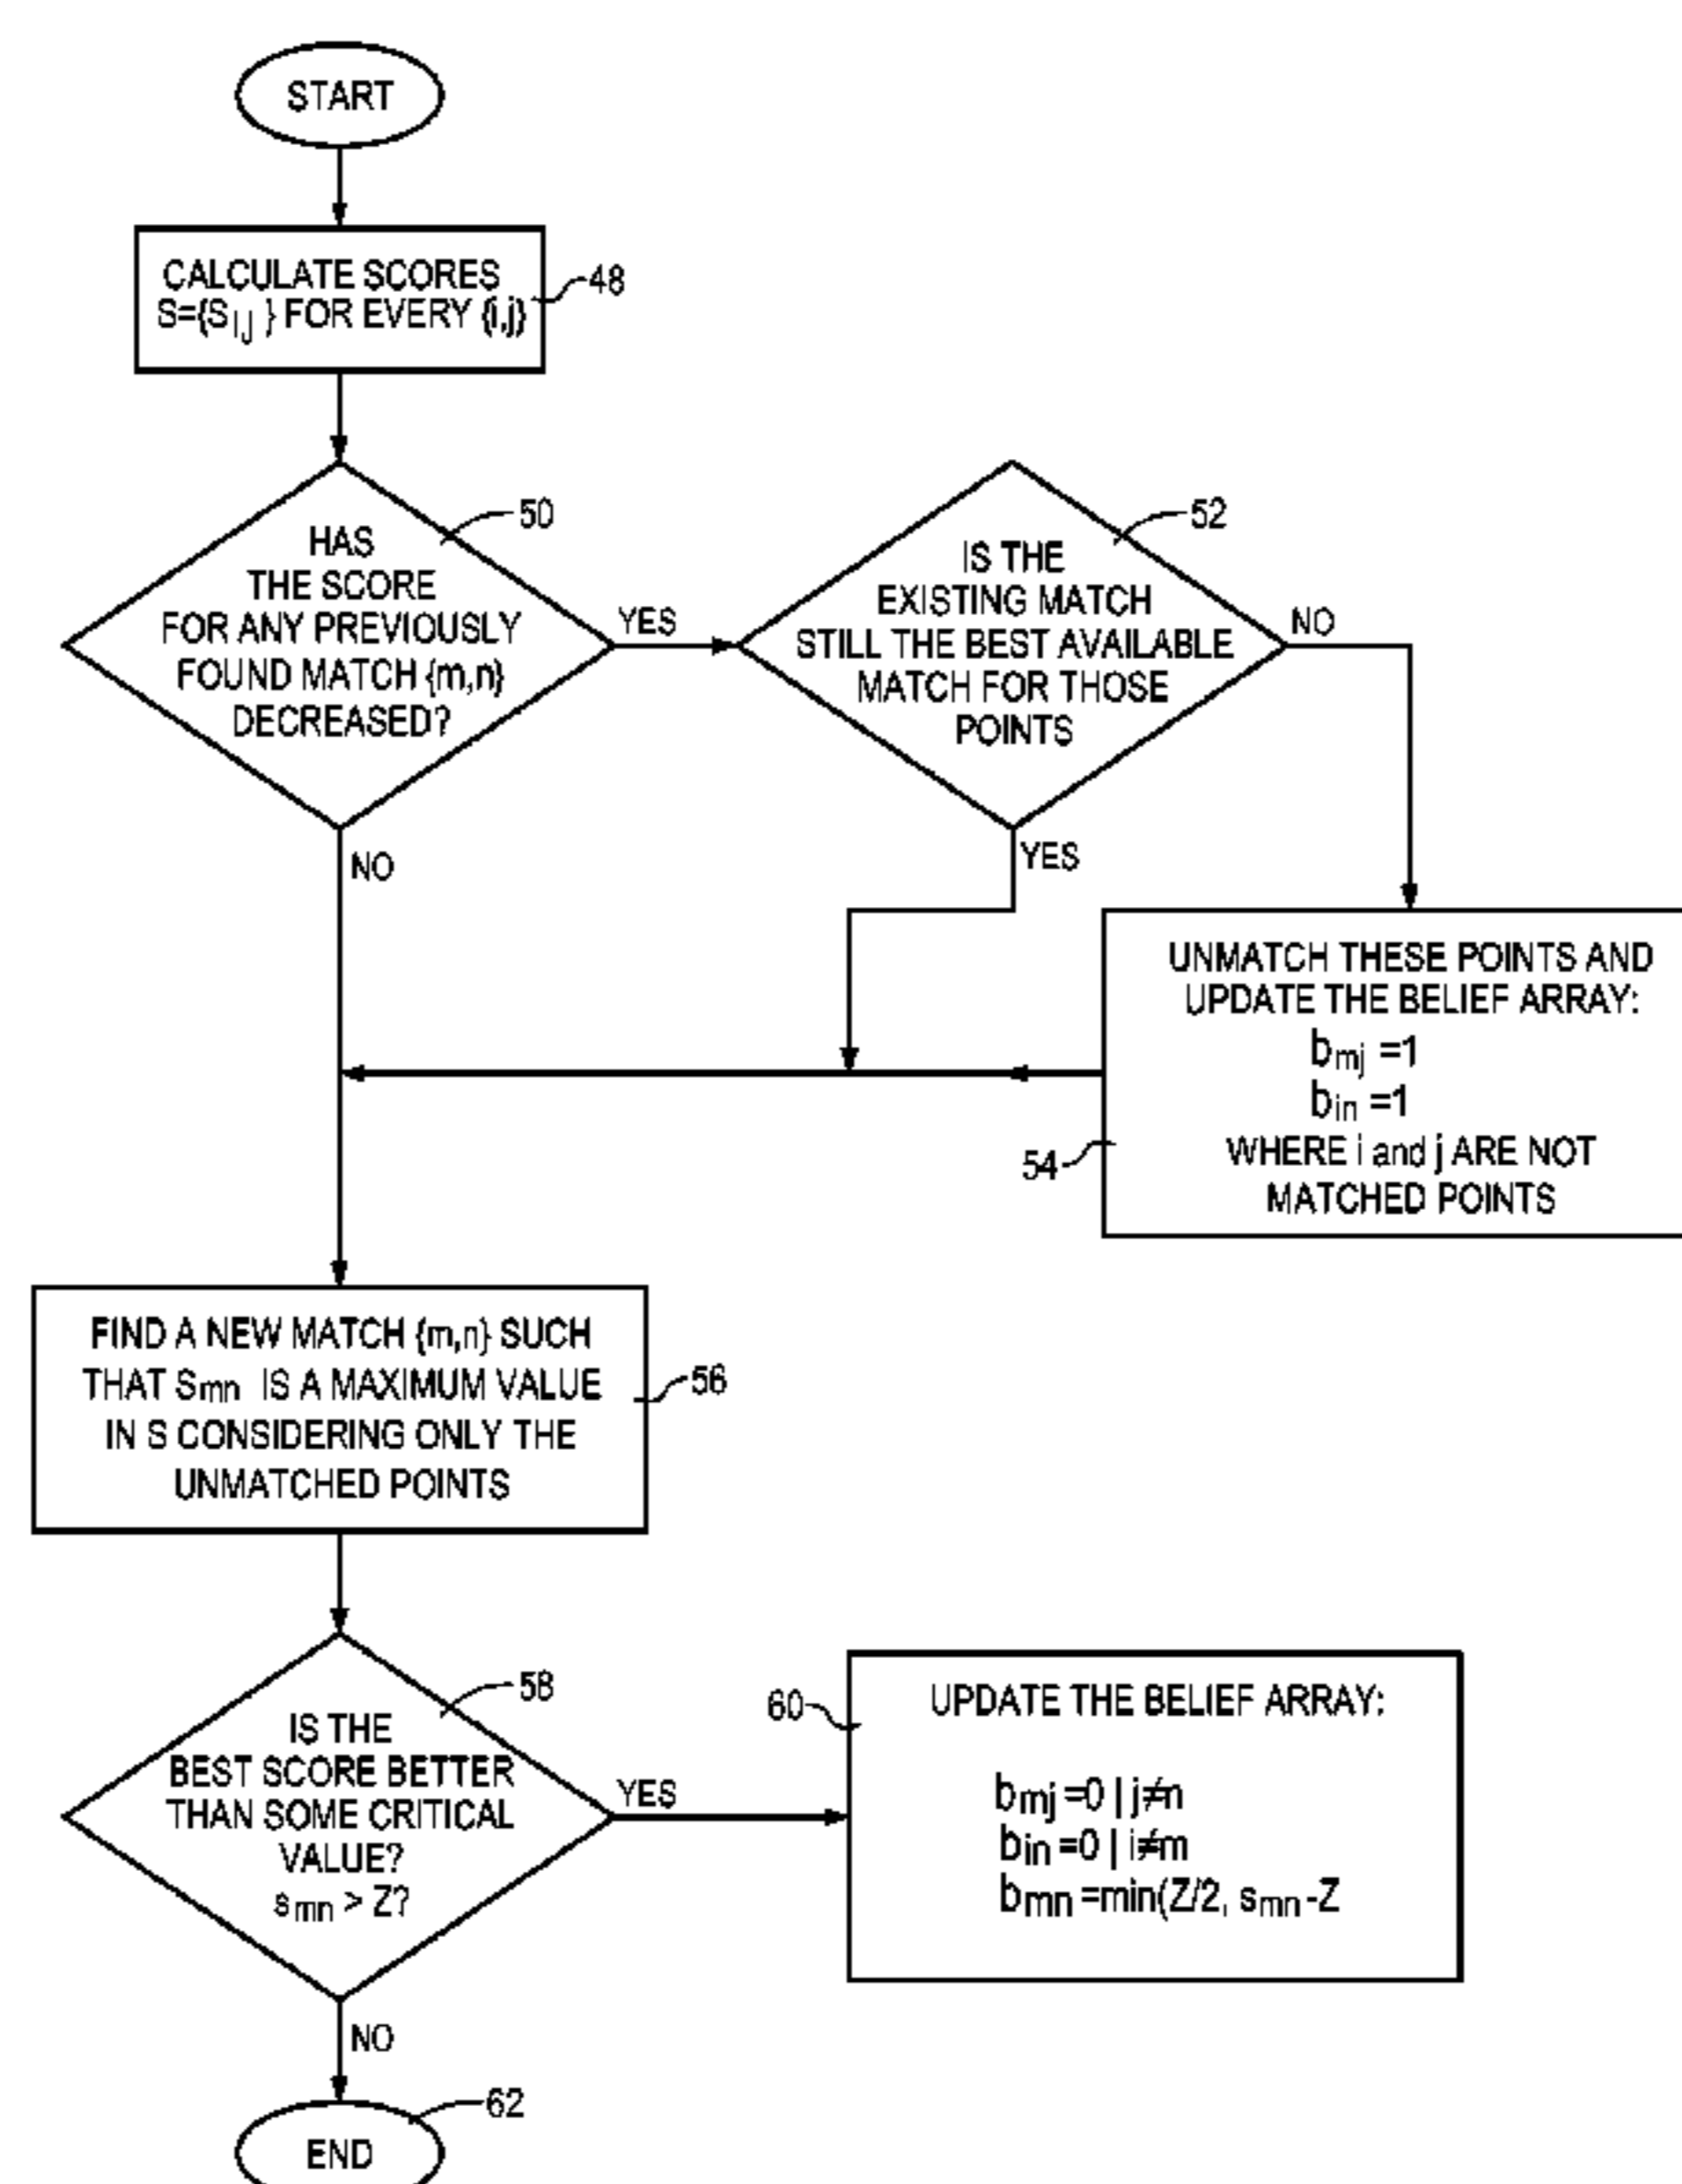 START
CALCULATE SCORES
S={S I,J } FOR EVERY {i,j}
48
HAS
THE SCORE
FOR ANY PREVIOUSLY
FOUND MATCH {m,n}
DECREASED?
50
YES
NO
IS THE
EXISTING MATCH
STILL THE BEST AVAILABLE
MATCH FOR THOSE
POINTS
52
NO
YES
UNMATCH THESE POINTS AND
UPDATE THE BELIEF ARRAY:
bmj =1
bin =1
WHERE i and j ARE NOT
MATCHED POINTS
54
FIND A NEW MATCH {m,n} SUCH
THAT Smn IS A MAXIMUM VALUE
IN S CONSIDERING ONLY THE
UNMATCHED POINTS
56
IS THE
BEST SCORE BETTER
THAN SOME CRITICAL
VALUE?
smn > Z?
58
YES
NO
60
UPDATE THE BELIEF ARRAY:
bmj =0 | j≠n
bin =0 | i≠m
bmn =min(Z/2, smn -Z
62
END